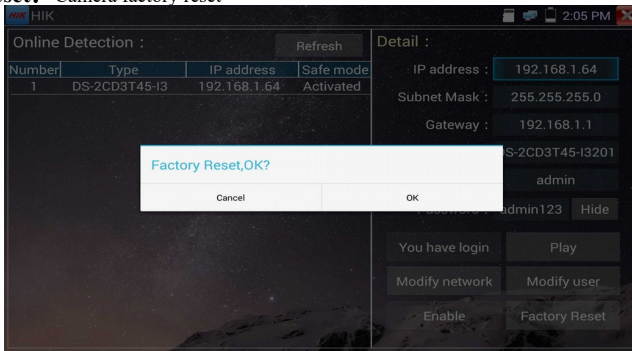 set: Camera factory reset
HIK HIK
2:05 PM
Online Detection :
Refresh
Number Type IP address Safe mode
1 DS-2CD3T45-I3 192.168.1.64 Activated
Detail :
IP address : 192.168.1.64
Subnet Mask : 255.255.255.0
Gateway : 192.168.1.1
DS-2CD3T45-I3201
admin
Password : admin123 Hide
Factory Reset,OK?
Cancel OK
You have login Play
Modify network Modify user
Enable Factory Reset